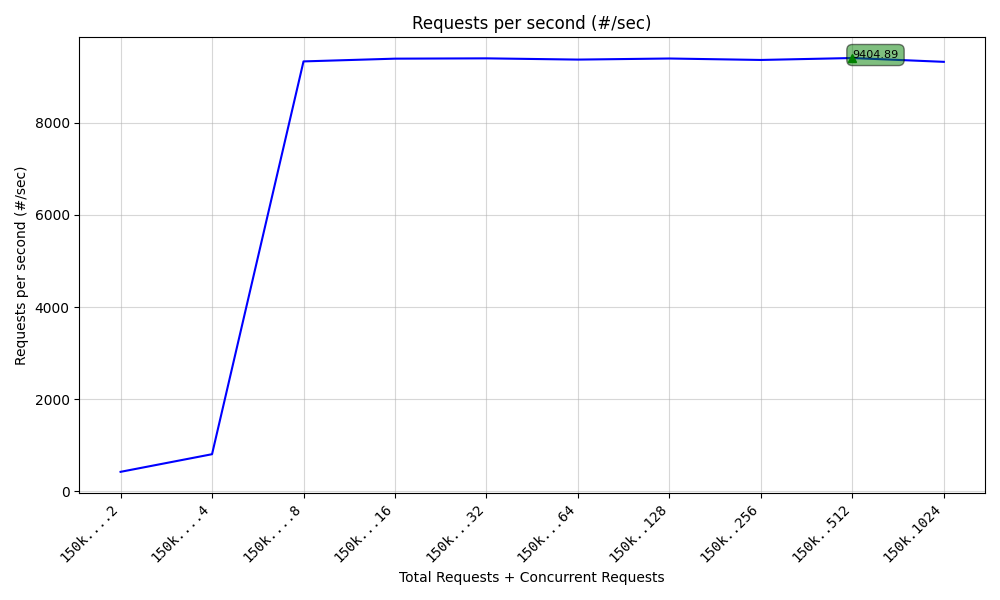 Requests per second (#/sec)
9404.89
Requests per second (#/sec)
8000
6000
4000
2000
0
150k....2
150k....4
150k....8
150k...16
150k...32
150k...64
150k..128
150k..256
150k..512
150k.1024
Total Requests + Concurrent Requests